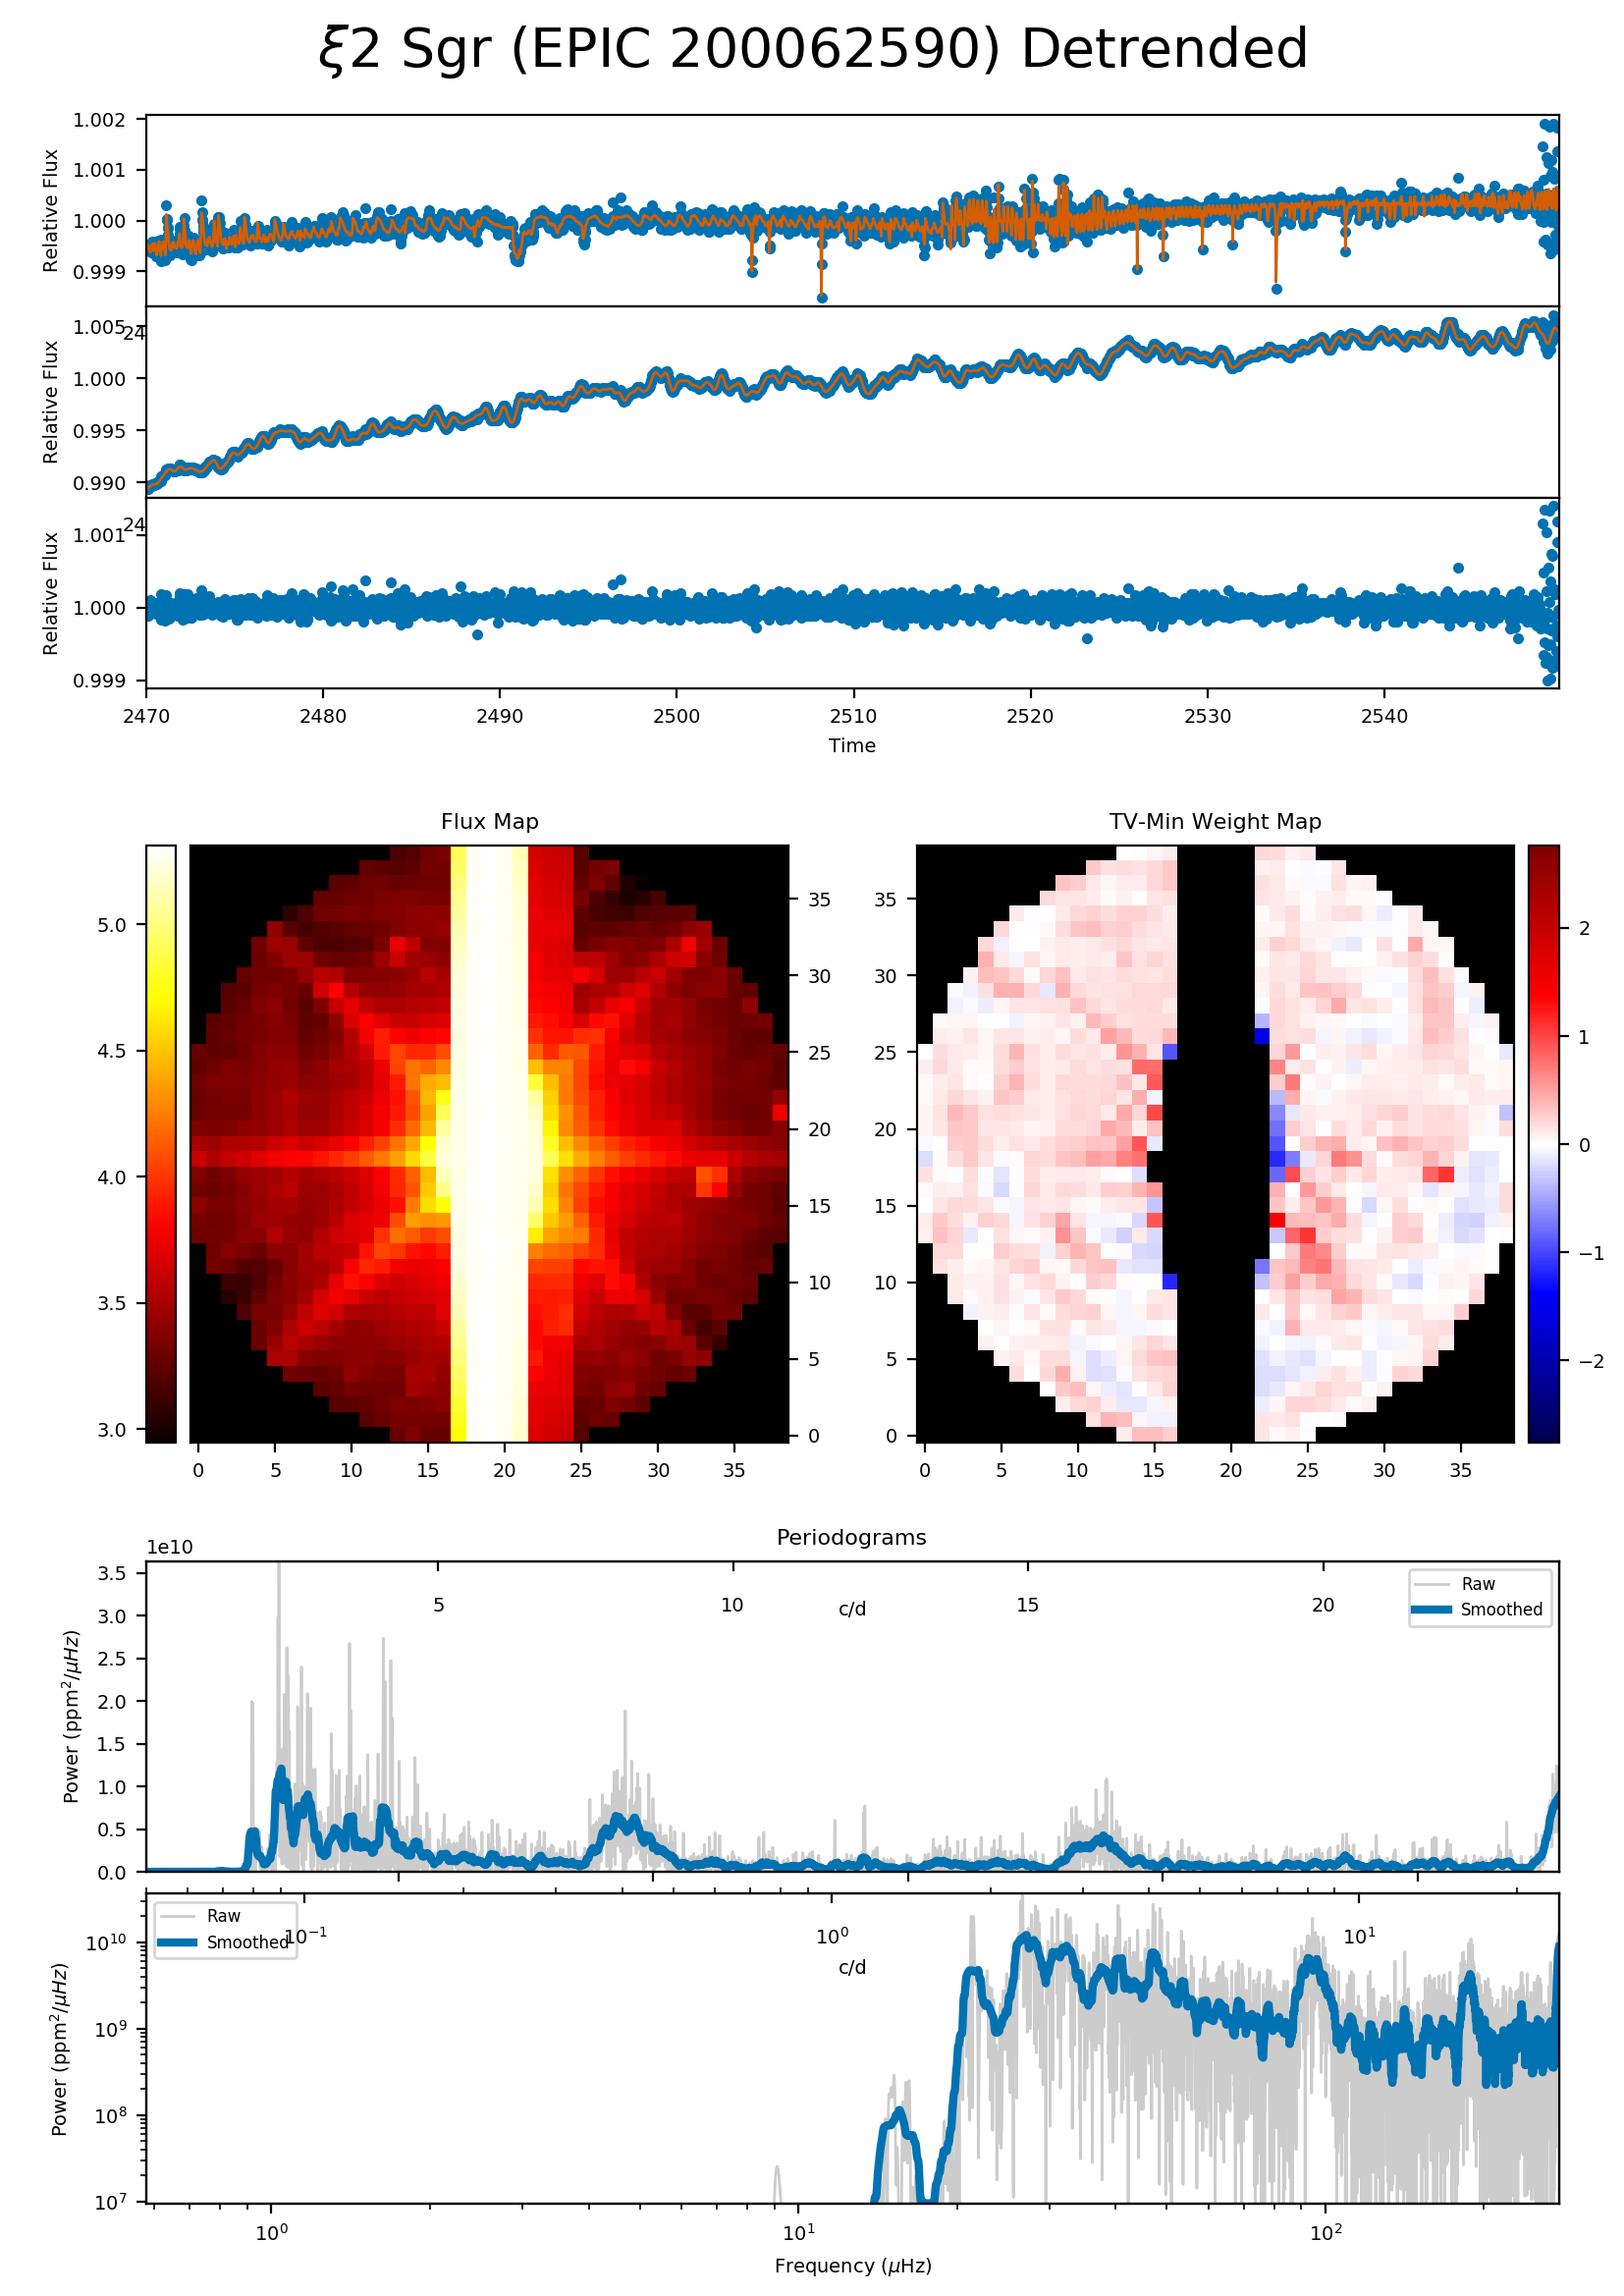 ξ2 Sgr (EPIC 200062590) Detrended
1.002
1.001
1.000
0.999
Relative Flux
24
1.005
1.000
0.995
0.990
Relative Flux
24
1.001
1.000
0.999
Relative Flux
2470 2480 2490 2500 2510 2520 2530 2540
Time
Flux Map
TV-Min Weight Map
5.0
4.5
4.0
3.5
3.0
35
30
25
20
15
10
5
0
0 5 10 15 20 25 30 35
35
30
25
20
15
10
5
0
0 5 10 15 20 25 30 35
2
1
0
−1
−2
Periodograms
1e10
3.5
3.0
2.5
2.0
1.5
1.0
0.5
0.0
Power (ppm²/μHz)
5 10 15 20
c/d
Raw
Smoothed
Raw
Smoothed
10⁻¹ 10⁰ 10¹
c/d
10¹⁰
10⁹
10⁸
10⁷
Power (ppm²/μHz)
10⁰ 10¹ 10²
Frequency (μHz)